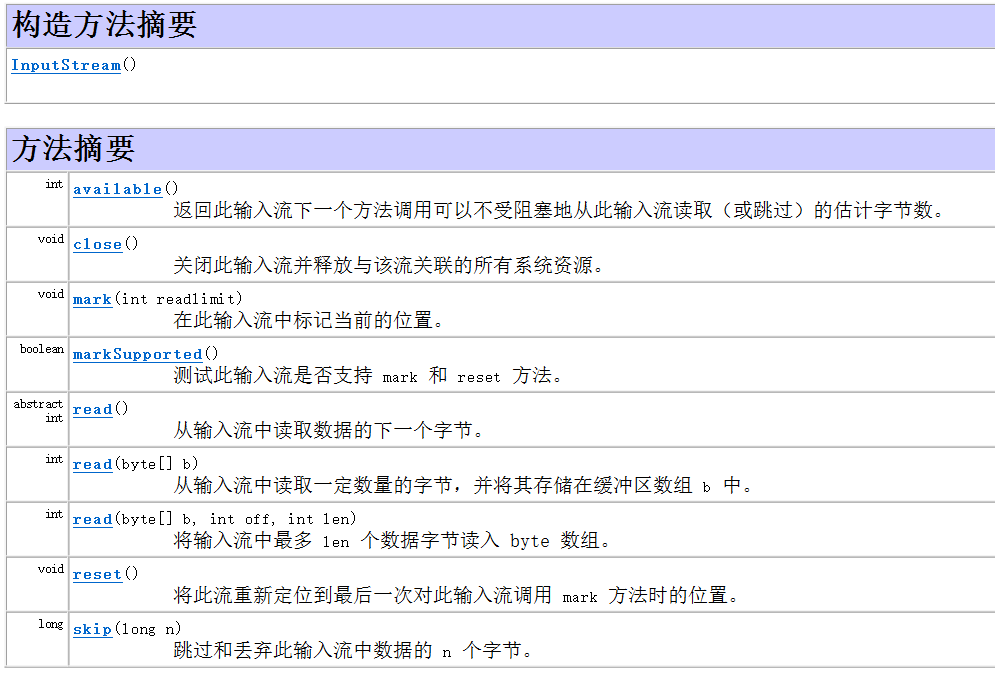 构造方法摘要
InputStream()
方法摘要
int available()
返回此输入流下一个方法调用可以不受阻塞地从此输入流读取（或跳过）的估计字节数。
void close()
关闭此输入流并释放与该流关联的所有系统资源。
void mark(int readlimit)
在此输入流中标记当前的位置。
boolean markSupported()
测试此输入流是否支持 mark 和 reset 方法。
abstract read()
int
从输入流中读取数据的下一个字节。
int read(byte[] b)
从输入流中读取一定数量的字节，并将其存储在缓冲区数组 b 中。
int read(byte[] b, int off, int len)
将输入流中最多 len 个数据字节读入 byte 数组。
void reset()
将此流重新定位到最后一次对此输入流调用 mark 方法时的位置。
long skip(long n)
跳过和丢弃此输入流中数据的 n 个字节。